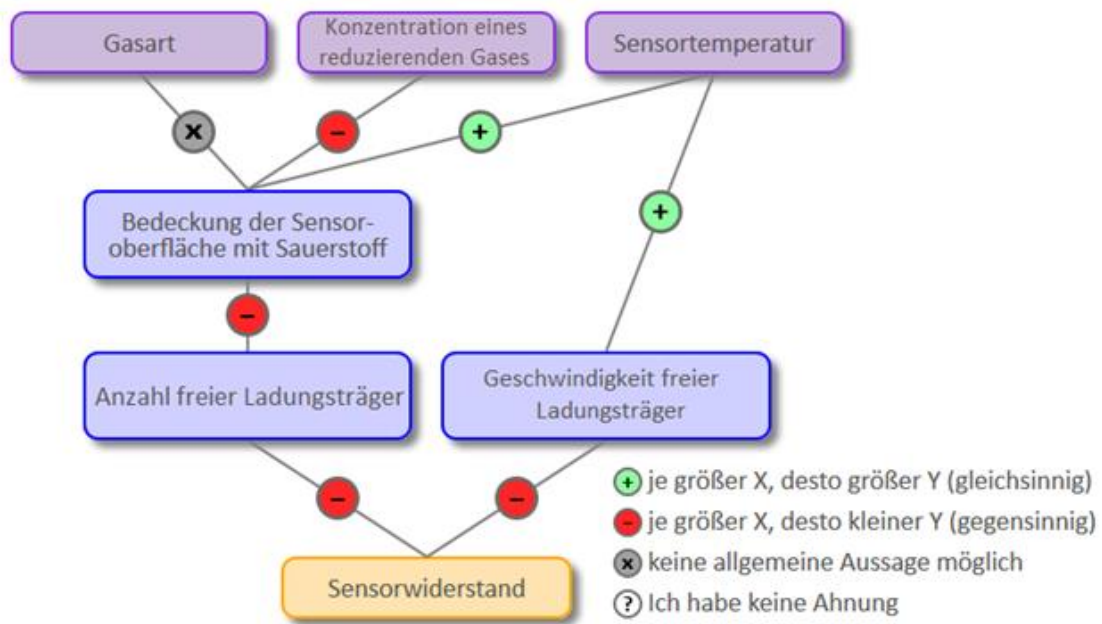 Gasart
Konzentration eines
reduzierenden Gases
Sensortemperatur
x
–
+
+
Bedeckung der Sensor-
oberfläche mit Sauerstoff
–
Anzahl freier Ladungsträger
Geschwindigkeit freier
Ladungsträger
–
–
Sensorwiderstand
+ je größer X, desto größer Y (gleichsinnig)
– je größer X, desto kleiner Y (gegensinnig)
x keine allgemeine Aussage möglich
? Ich habe keine Ahnung